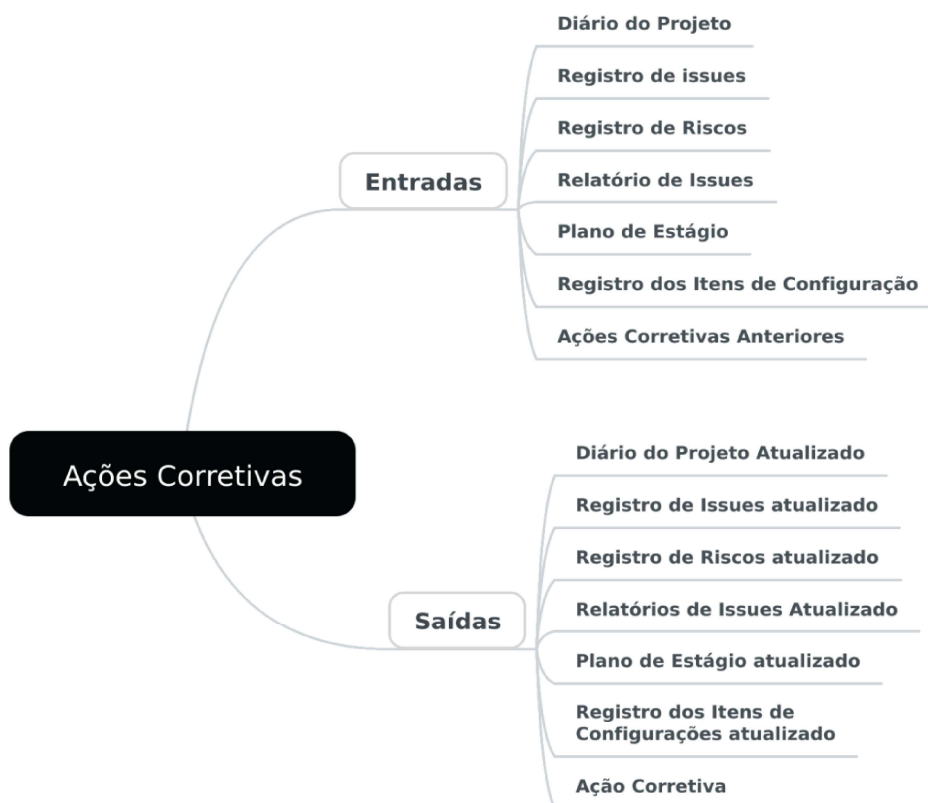 Diário do Projeto
Registro de issues
Registro de Riscos
Entradas
Relatório de Issues
Plano de Estágio
Registro dos Itens de Configuração
Ações Corretivas Anteriores
Ações Corretivas
Diário do Projeto Atualizado
Registro de Issues atualizado
Registro de Riscos atualizado
Saídas
Relatórios de Issues Atualizado
Plano de Estágio atualizado
Registro dos Itens de
Configurações atualizado
Ação Corretiva